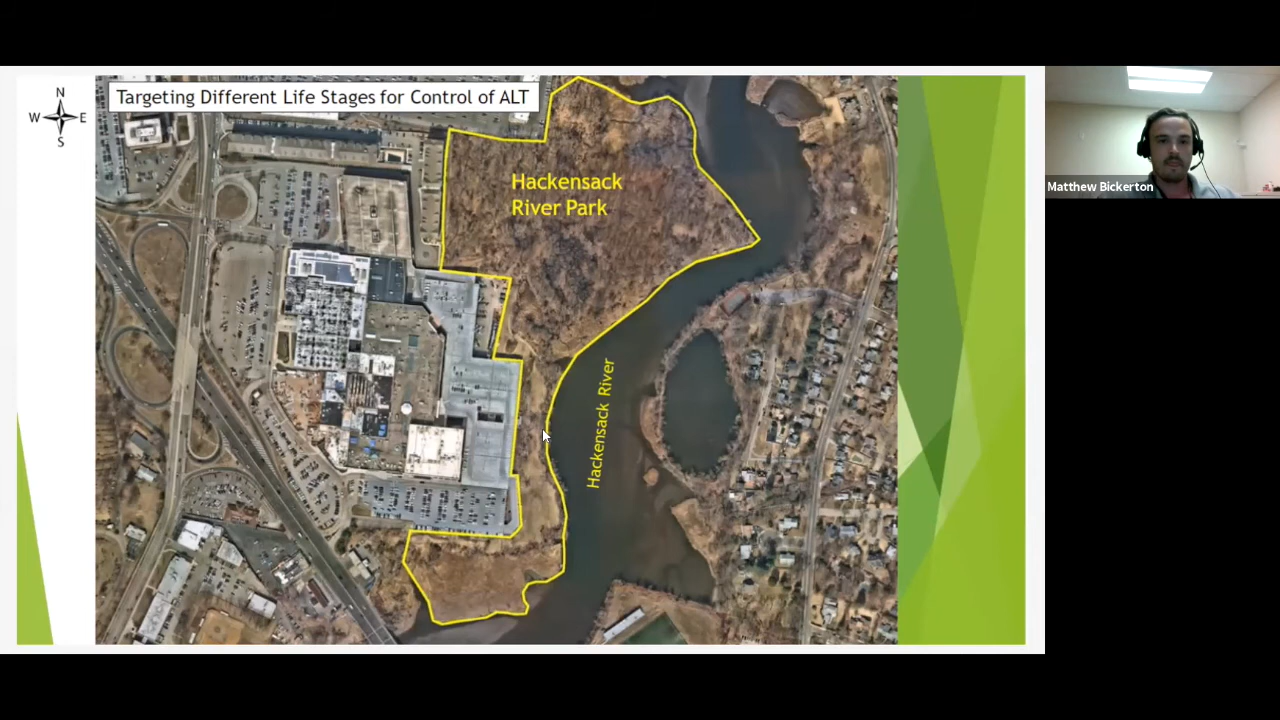 N
W E
S
Targeting Different Life Stages for Control of ALT
Hackensack
River Park
Hackensack River
Matthew Bickerton